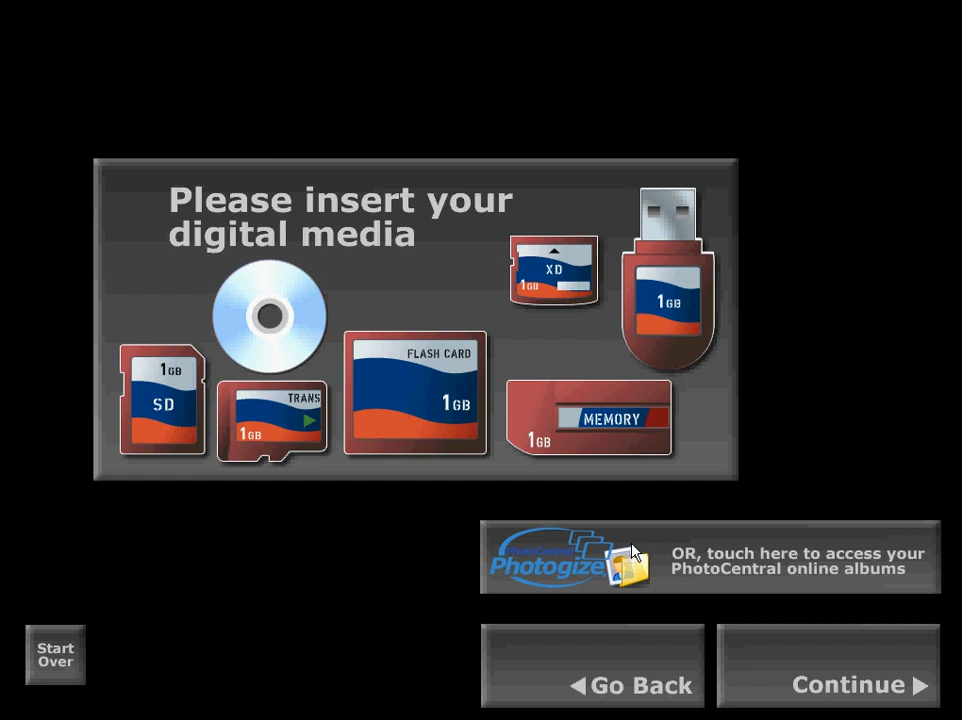 Please insert your
digital media
XD
1GB
1GB
1GB
SD
TRANS
1GB
FLASH CARD
1GB
MEMORY
1GB
PhotoCentral
Photogize
OR, touch here to access your
PhotoCentral online albums
Start
Over
Go Back
Continue